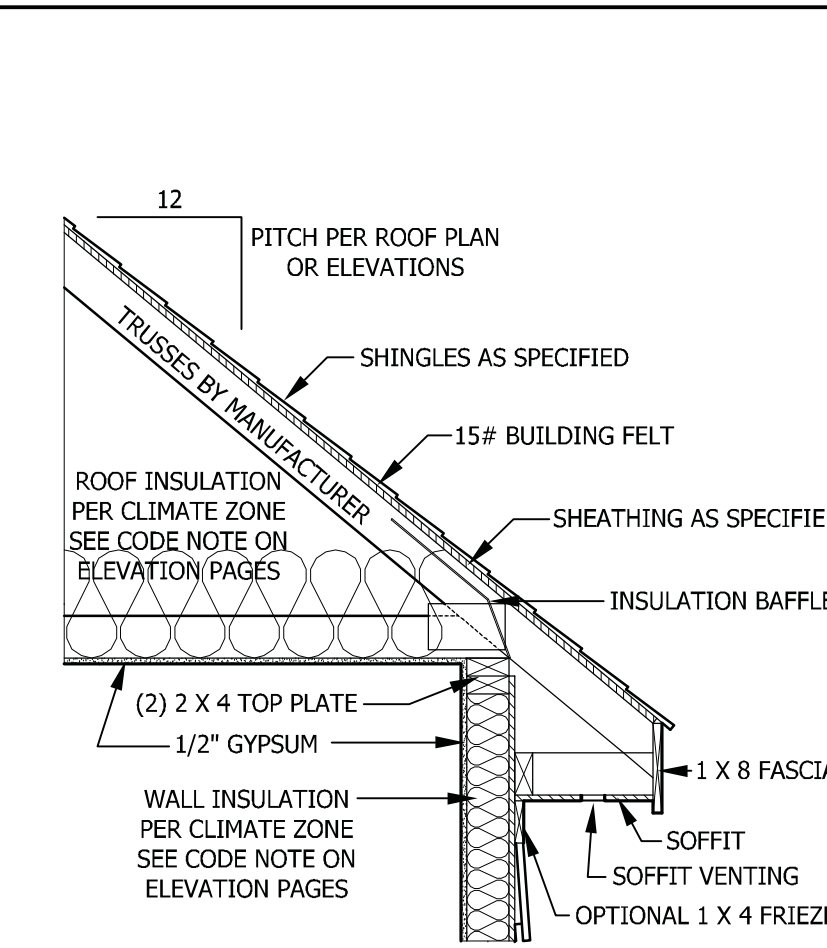 12
PITCH PER ROOF PLAN
OR ELEVATIONS
TRUSSES BY MANUFACTURER
SHINGLES AS SPECIFIED
15# BUILDING FELT
ROOF INSULATION
PER CLIMATE ZONE
SEE CODE NOTE ON
ELEVATION PAGES
SHEATHING AS SPECIFIE
INSULATION BAFFLE
(2) 2 X 4 TOP PLATE
1/2" GYPSUM
1 X 8 FASCIA
WALL INSULATION
PER CLIMATE ZONE
SEE CODE NOTE ON
ELEVATION PAGES
SOFFIT
SOFFIT VENTING
OPTIONAL 1 X 4 FRIEZE